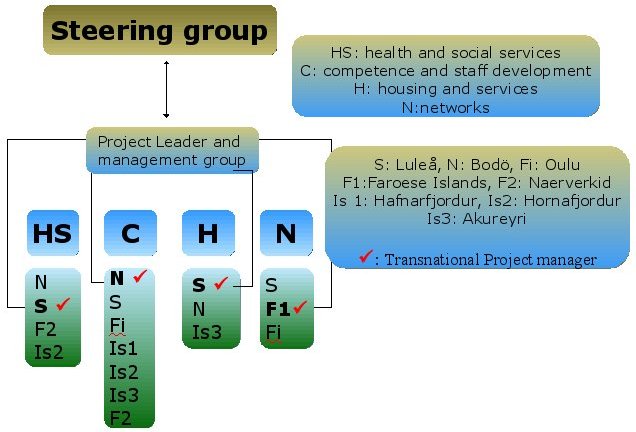 Steering group
HS: health and social services
C: competence and staff development
H: housing and services
N:networks
Project Leader and
management group
S: Luleå, N: Bodö, Fi: Oulu
F1:Faroese Islands, F2: Naerverkid
Is 1: Hafnarfjordur, Is2: Hornafjordur
Is3: Akureyri
✓: Transnational Project manager
HS
N
S ✓
F2
Is2
C
N ✓
S
Fi
Is1
Is2
Is3
F2
H
S ✓
N
Is3
N
S
F1✓
Fi